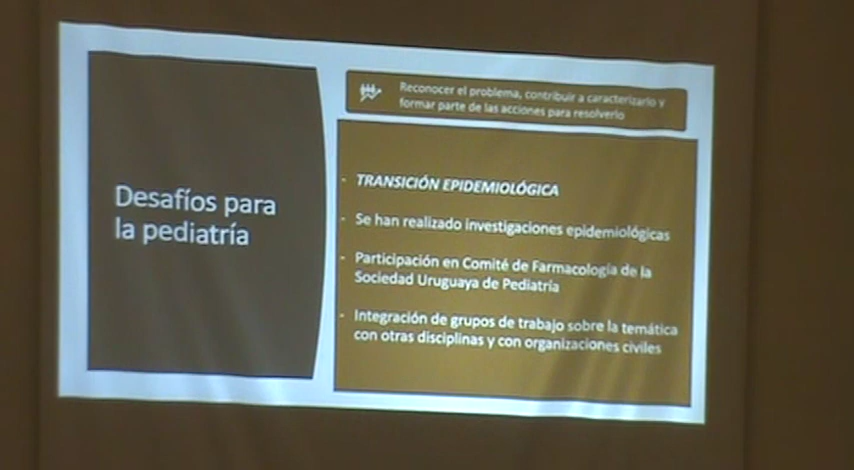 Desafíos para
la pediatría
Reconocer el problema, contribuir a caracterizarlo y
formar parte de las acciones para resolverlo
- TRANSICIÓN EPIDEMIOLÓGICA
- Se han realizado investigaciones epidemiológicas
- Participación en Comité de Farmacología de la
Sociedad Uruguaya de Pediatría
- Integración de grupos de trabajo sobre la temática
con otras disciplinas y con organizaciones civiles